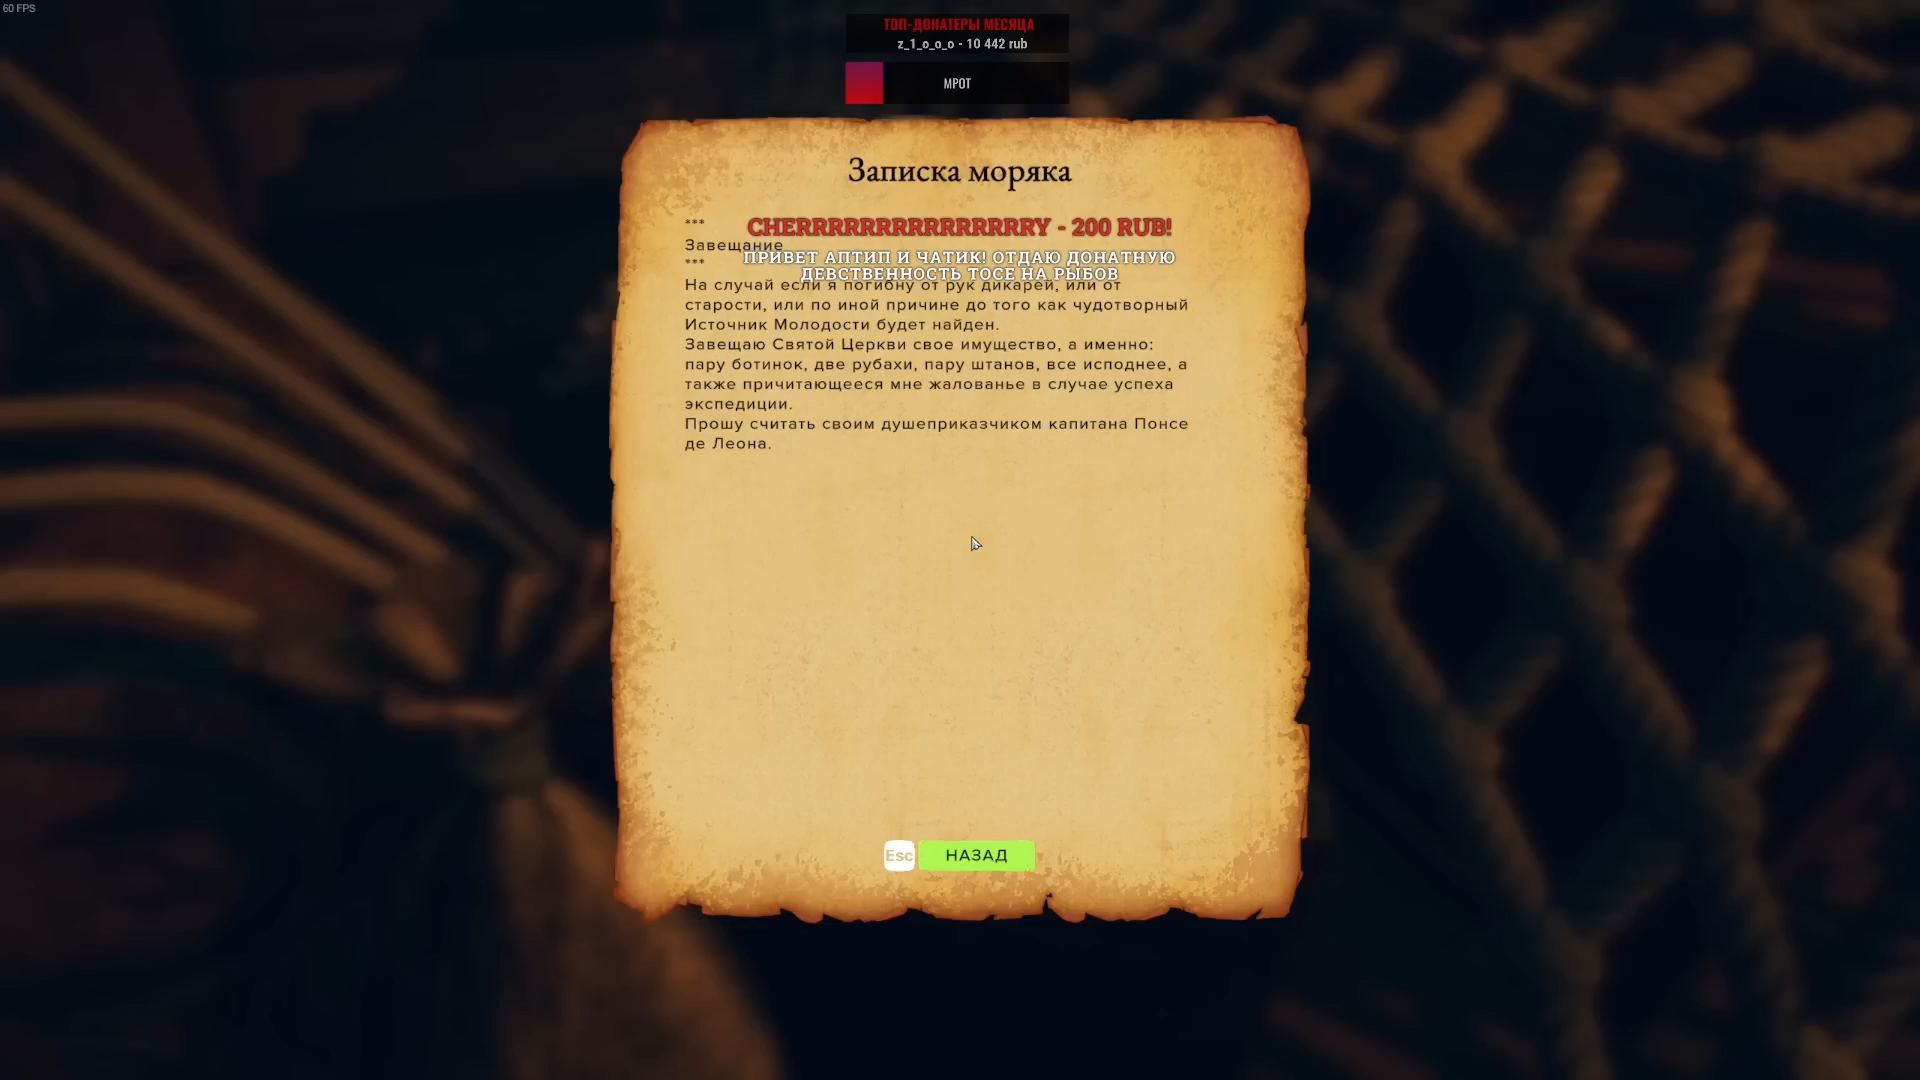 60 FPS
ТОП-ДОНАТЕРЫ МЕСЯЦА
z_1_o_o_o - 10 442 rub
МРОТ
Записка моряка
***
CHERRRRRRRRRRRRRRRRY - 200 RUB!
Завещание
***
ПРИВЕТ АПТИП И ЧАТИК! ОТДАЮ ДОНАТНУЮ
ДЕВСТВЕННОСТЬ ТОСЕ НА РЫБОВ
На случай если я погибну от рук дикарей, или от
старости, или по иной причине до того как чудотворный
Источник Молодости будет найден.
Завещаю Святой Церкви свое имущество, а именно:
пару ботинок, две рубахи, пару штанов, все исподнее, а
также причитающееся мне жалованье в случае успеха
экспедиции.
Прошу считать своим душеприказчиком капитана Понсе
де Леона.
Esc НАЗАД